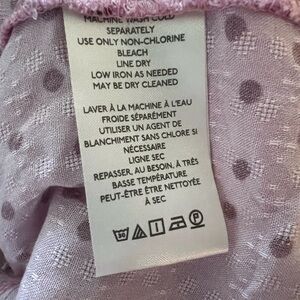 MACHINE WASH COLD
SEPARATELY
USE ONLY NON-CHLORINE
BLEACH
LINE DRY
LOW IRON AS NEEDED
MAY BE DRY CLEANED
LAVER À LA MACHINE À L'EAU
FROIDE SÉPARÉMENT
UTILISER UN AGENT DE
BLANCHIMENT SANS CHLORE SI
NÉCESSAIRE
LIGNE SEC
REPASSER, AU BESOIN, À TRÈS
BASSE TEMPÉRATURE
PEUT-ÊTRE ÊTRE NETTOYÉE
À SEC
30 P